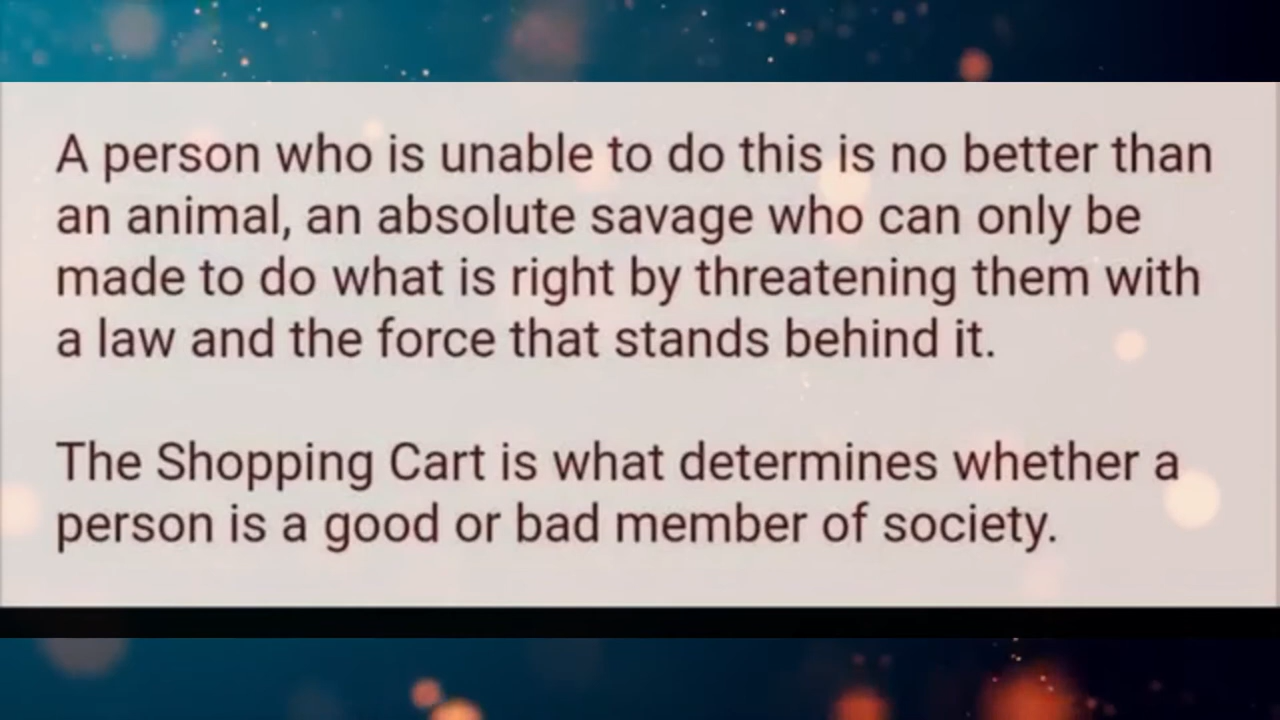 A person who is unable to do this is no better than
an animal, an absolute savage who can only be
made to do what is right by threatening them with
a law and the force that stands behind it.
The Shopping Cart is what determines whether a
person is a good or bad member of society.